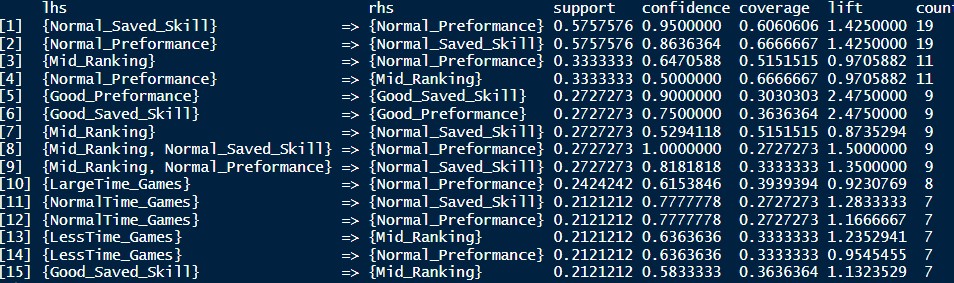 lhs rhs support confidence coverage lift count
[1] {Normal_Saved_Skill} => {Normal_Preformance} 0.5757576 0.9500000 0.6060606 1.4250000 19
[2] {Normal_Preformance} => {Normal_Saved_Skill} 0.5757576 0.8636364 0.6666667 1.4250000 19
[3] {Mid_Ranking} => {Normal_Preformance} 0.3333333 0.6470588 0.5151515 0.9705882 11
[4] {Normal_Preformance} => {Mid_Ranking} 0.3333333 0.5000000 0.6666667 0.9705882 11
[5] {Good_Preformance} => {Good_Saved_Skill} 0.2727273 0.9000000 0.3030303 2.4750000 9
[6] {Good_Saved_Skill} => {Good_Preformance} 0.2727273 0.7500000 0.3636364 2.4750000 9
[7] {Mid_Ranking} => {Normal_Saved_Skill} 0.2727273 0.5294118 0.5151515 0.8735294 9
[8] {Mid_Ranking, Normal_Saved_Skill} => {Normal_Preformance} 0.2727273 1.0000000 0.2727273 1.5000000 9
[9] {Mid_Ranking, Normal_Preformance} => {Normal_Saved_Skill} 0.2727273 0.8181818 0.3333333 1.3500000 9
[10] {LargeTime_Games} => {Normal_Preformance} 0.2424242 0.6153846 0.3939394 0.9230769 8
[11] {NormalTime_Games} => {Normal_Saved_Skill} 0.2121212 0.7777778 0.2727273 1.2833333 7
[12] {NormalTime_Games} => {Normal_Preformance} 0.2121212 0.7777778 0.2727273 1.1666667 7
[13] {LessTime_Games} => {Mid_Ranking} 0.2121212 0.6363636 0.3333333 1.2352941 7
[14] {LessTime_Games} => {Normal_Preformance} 0.2121212 0.6363636 0.3333333 0.9545455 7
[15] {Good_Saved_Skill} => {Mid_Ranking} 0.2121212 0.5833333 0.3636364 1.1323529 7